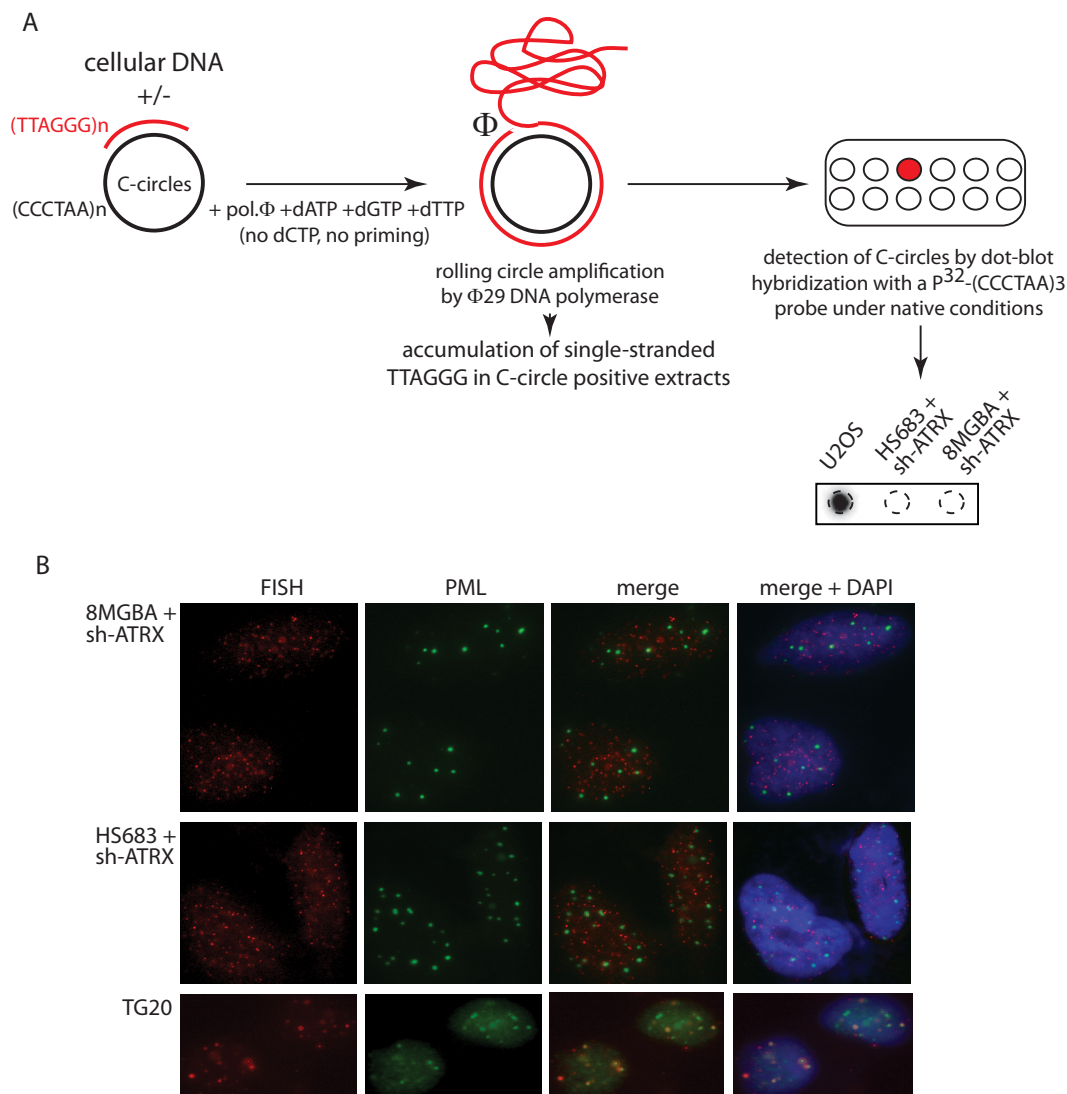 A
cellular DNA
+/-
(TTAGGG)n
C-circles
(CCCTAA)n
+ pol.Φ +dATP +dGTP +dTTP
(no dCTP, no priming)
Φ
rolling circle amplification
by Φ29 DNA polymerase
accumulation of single-stranded
TTAGGG in C-circle positive extracts
detection of C-circles by dot-blot
hybridization with a P32-(CCCTAA)3
probe under native conditions
U2OS
HS683 +
sh-ATRX
8MGBA +
sh-ATRX
B
FISH
PML
merge
merge + DAPI
8MGBA +
sh-ATRX
HS683 +
sh-ATRX
TG20